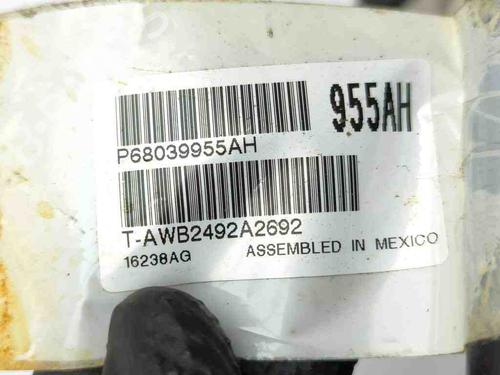 955AH
P68039955AH
T-AWB2492A2692
16238AG ASSEMBLED IN MEXICO